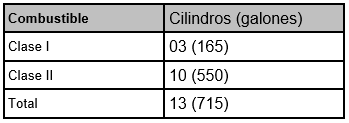 Combustible Cilindros (galones)
Clase I 03 (165)
Clase II 10 (550)
Total 13 (715)